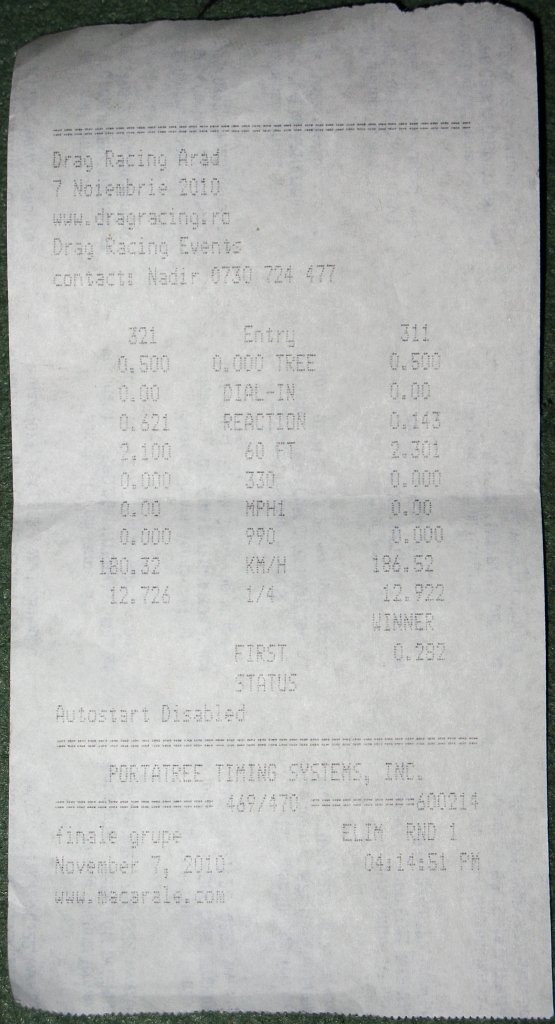 ================================================
Drag Racing Arad
7 Noiembrie 2010
www.dragracing.ro
Drag Racing Events
contact: Nadir 0730 724 477
321 Entry 311
0.500 0.000 TREE 0.500
0.00 DIAL-IN 0.00
0.621 REACTION 0.143
2.100 60 FT 2.301
0.000 330 0.000
0.00 MPH1 0.00
0.000 990 0.000
180.32 KM/H 186.52
12.726 1/4 12.922
WINNER
FIRST 0.282
STATUS
Autostart Disabled
================================================
PORTATREE TIMING SYSTEMS, INC.
=============== 469/470 ==========600214
finale grupe ELIM RND 1
November 7, 2010 04:14:51 PM
www.macarale.com